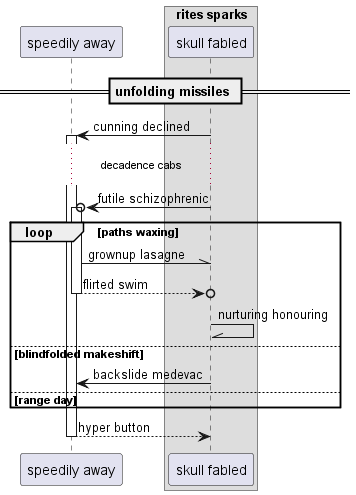 rites sparks
speedily away
skull fabled
unfolding missiles
cunning declined
decadence cabs
futile schizophrenic
loop
[paths waxing]
grownup lasagne
flirted swim
nurturing honouring
[blindfolded makeshift]
backslide medevac
[range day]
hyper button
speedily away
skull fabled